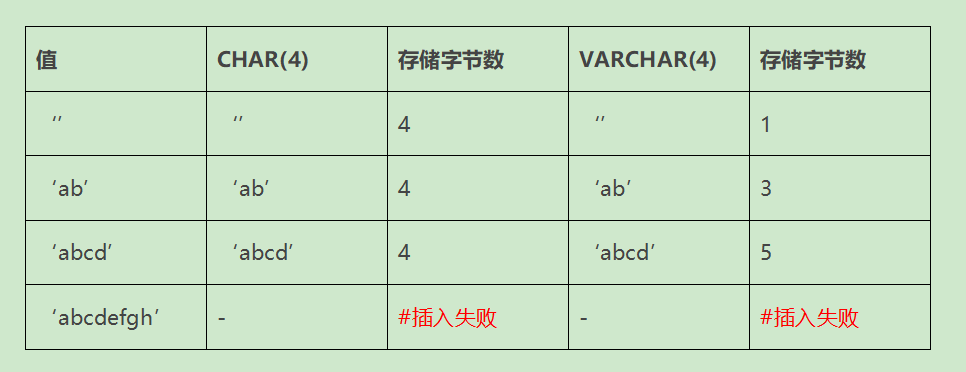 值 CHAR(4) 存储字节数 VARCHAR(4) 存储字节数
‘’ ‘’ 4 ‘’ 1
‘ab’ ‘ab’ 4 ‘ab’ 3
‘abcd’ ‘abcd’ 4 ‘abcd’ 5
‘abcdefgh’ - #插入失败 - #插入失败